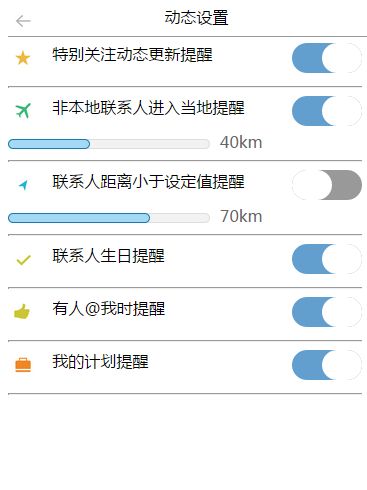 动态设置
特别关注动态更新提醒
非本地联系人进入当地提醒
40km
联系人距离小于设定值提醒
70km
联系人生日提醒
有人@我时提醒
我的计划提醒